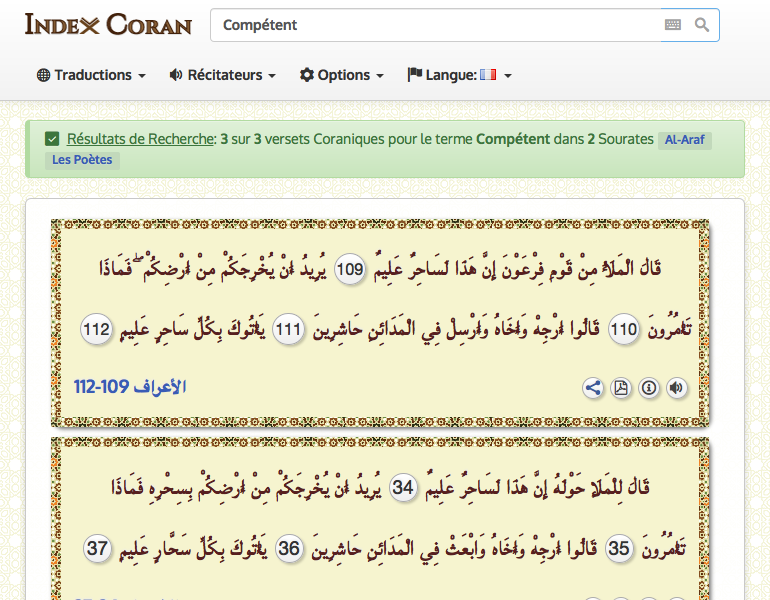 INDEX CORAN
Compétent
Traductions Récitateurs Options Langue:
Résultats de Recherche: 3 sur 3 versets Coraniques pour le terme Compétent dans 2 Sourates Al-Araf
Les Poètes
قَالَ الْمَلَأُ مِنْ قَوْمِ فِرْعَوْنَ إِنَّ هَٰذَا لَسَاحِرٌ عَلِيمٌ 109 يُرِيدُ أَنْ يُخْرِجَكُمْ مِنْ أَرْضِكُمْ ۖ فَمَاذَا
تَأْمُرُونَ 110 قَالُوا أَرْجِهْ وَأَخَاهُ وَأَرْسِلْ فِي الْمَدَائِنِ حَاشِرِينَ 111 يَأْتُوكَ بِكُلِّ سَاحِرٍ عَلِيمٍ 112
الأعراف 109-112
قَالَ لِلْمَلَإِ حَوْلَهُ إِنَّ هَٰذَا لَسَاحِرٌ عَلِيمٌ 34 يُرِيدُ أَنْ يُخْرِجَكُمْ مِنْ أَرْضِكُمْ بِسِحْرِهِ فَمَاذَا
تَأْمُرُونَ 35 قَالُوا أَرْجِهْ وَأَخَاهُ وَابْعَثْ فِي الْمَدَائِنِ حَاشِرِينَ 36 يَأْتُوكَ بِكُلِّ سَحَّارٍ عَلِيمٍ 37